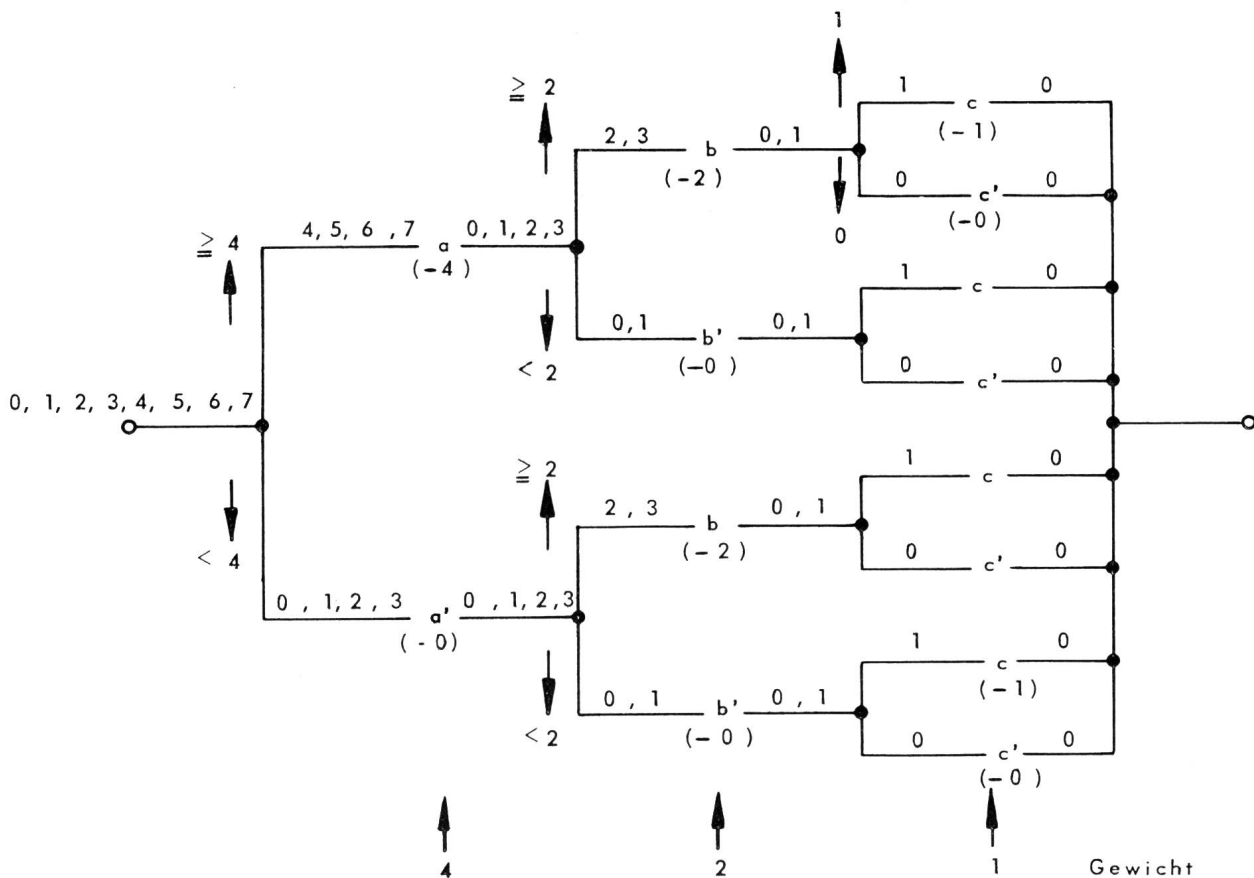 1
≧ 2
1 c 0
(-1)
2, 3 b 0, 1
(-2)
0 c' 0
(-0)
0
≧ 4
4, 5, 6, 7 a 0, 1, 2, 3
(-4)
1 c 0
0, 1 b' 0, 1
(-0)
< 2
0 c' 0
0, 1, 2, 3, 4, 5, 6, 7
≧ 2
1 c 0
2, 3 b 0, 1
(-2)
< 4
0 c' 0
0, 1, 2, 3 a' 0, 1, 2, 3
(-0)
1 c 0
(-1)
0, 1 b' 0, 1
(-0)
< 2
0 c' 0
(-0)
4 2 1 Gewicht